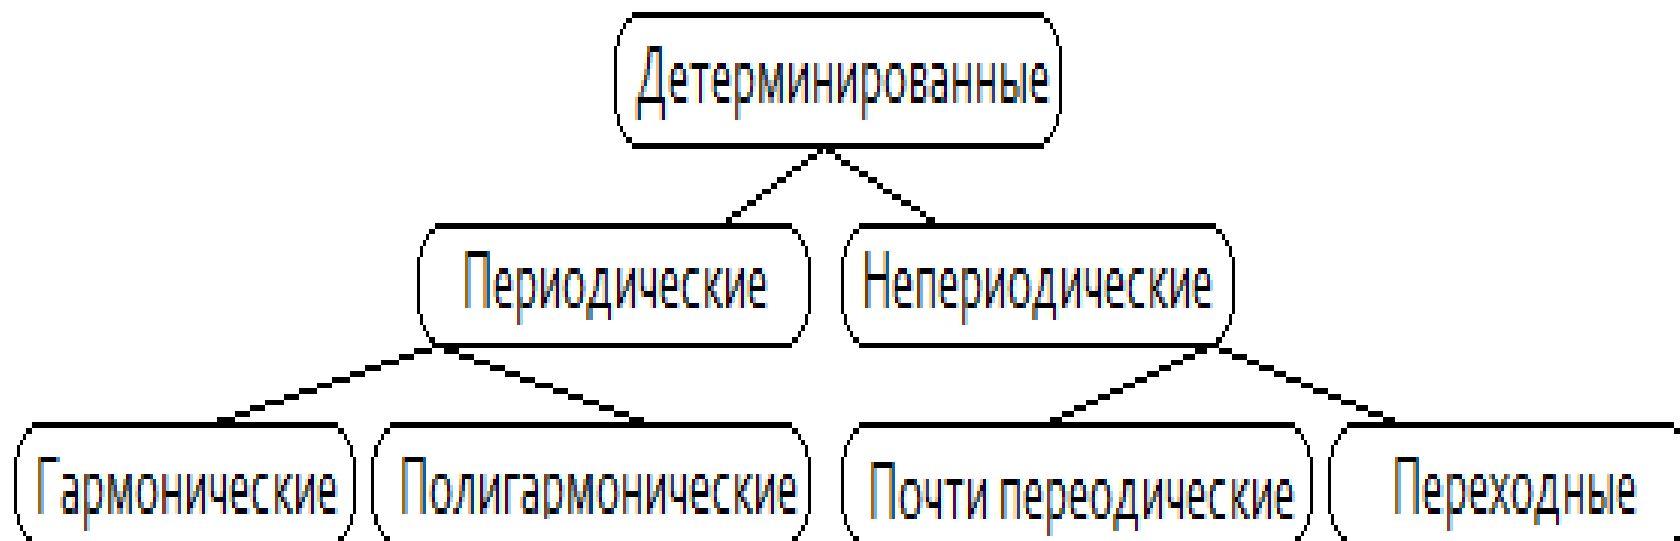 Детерминированные
Периодические
Непериодические
Гармонические
Полигармонические
Почти переодические
Переходные